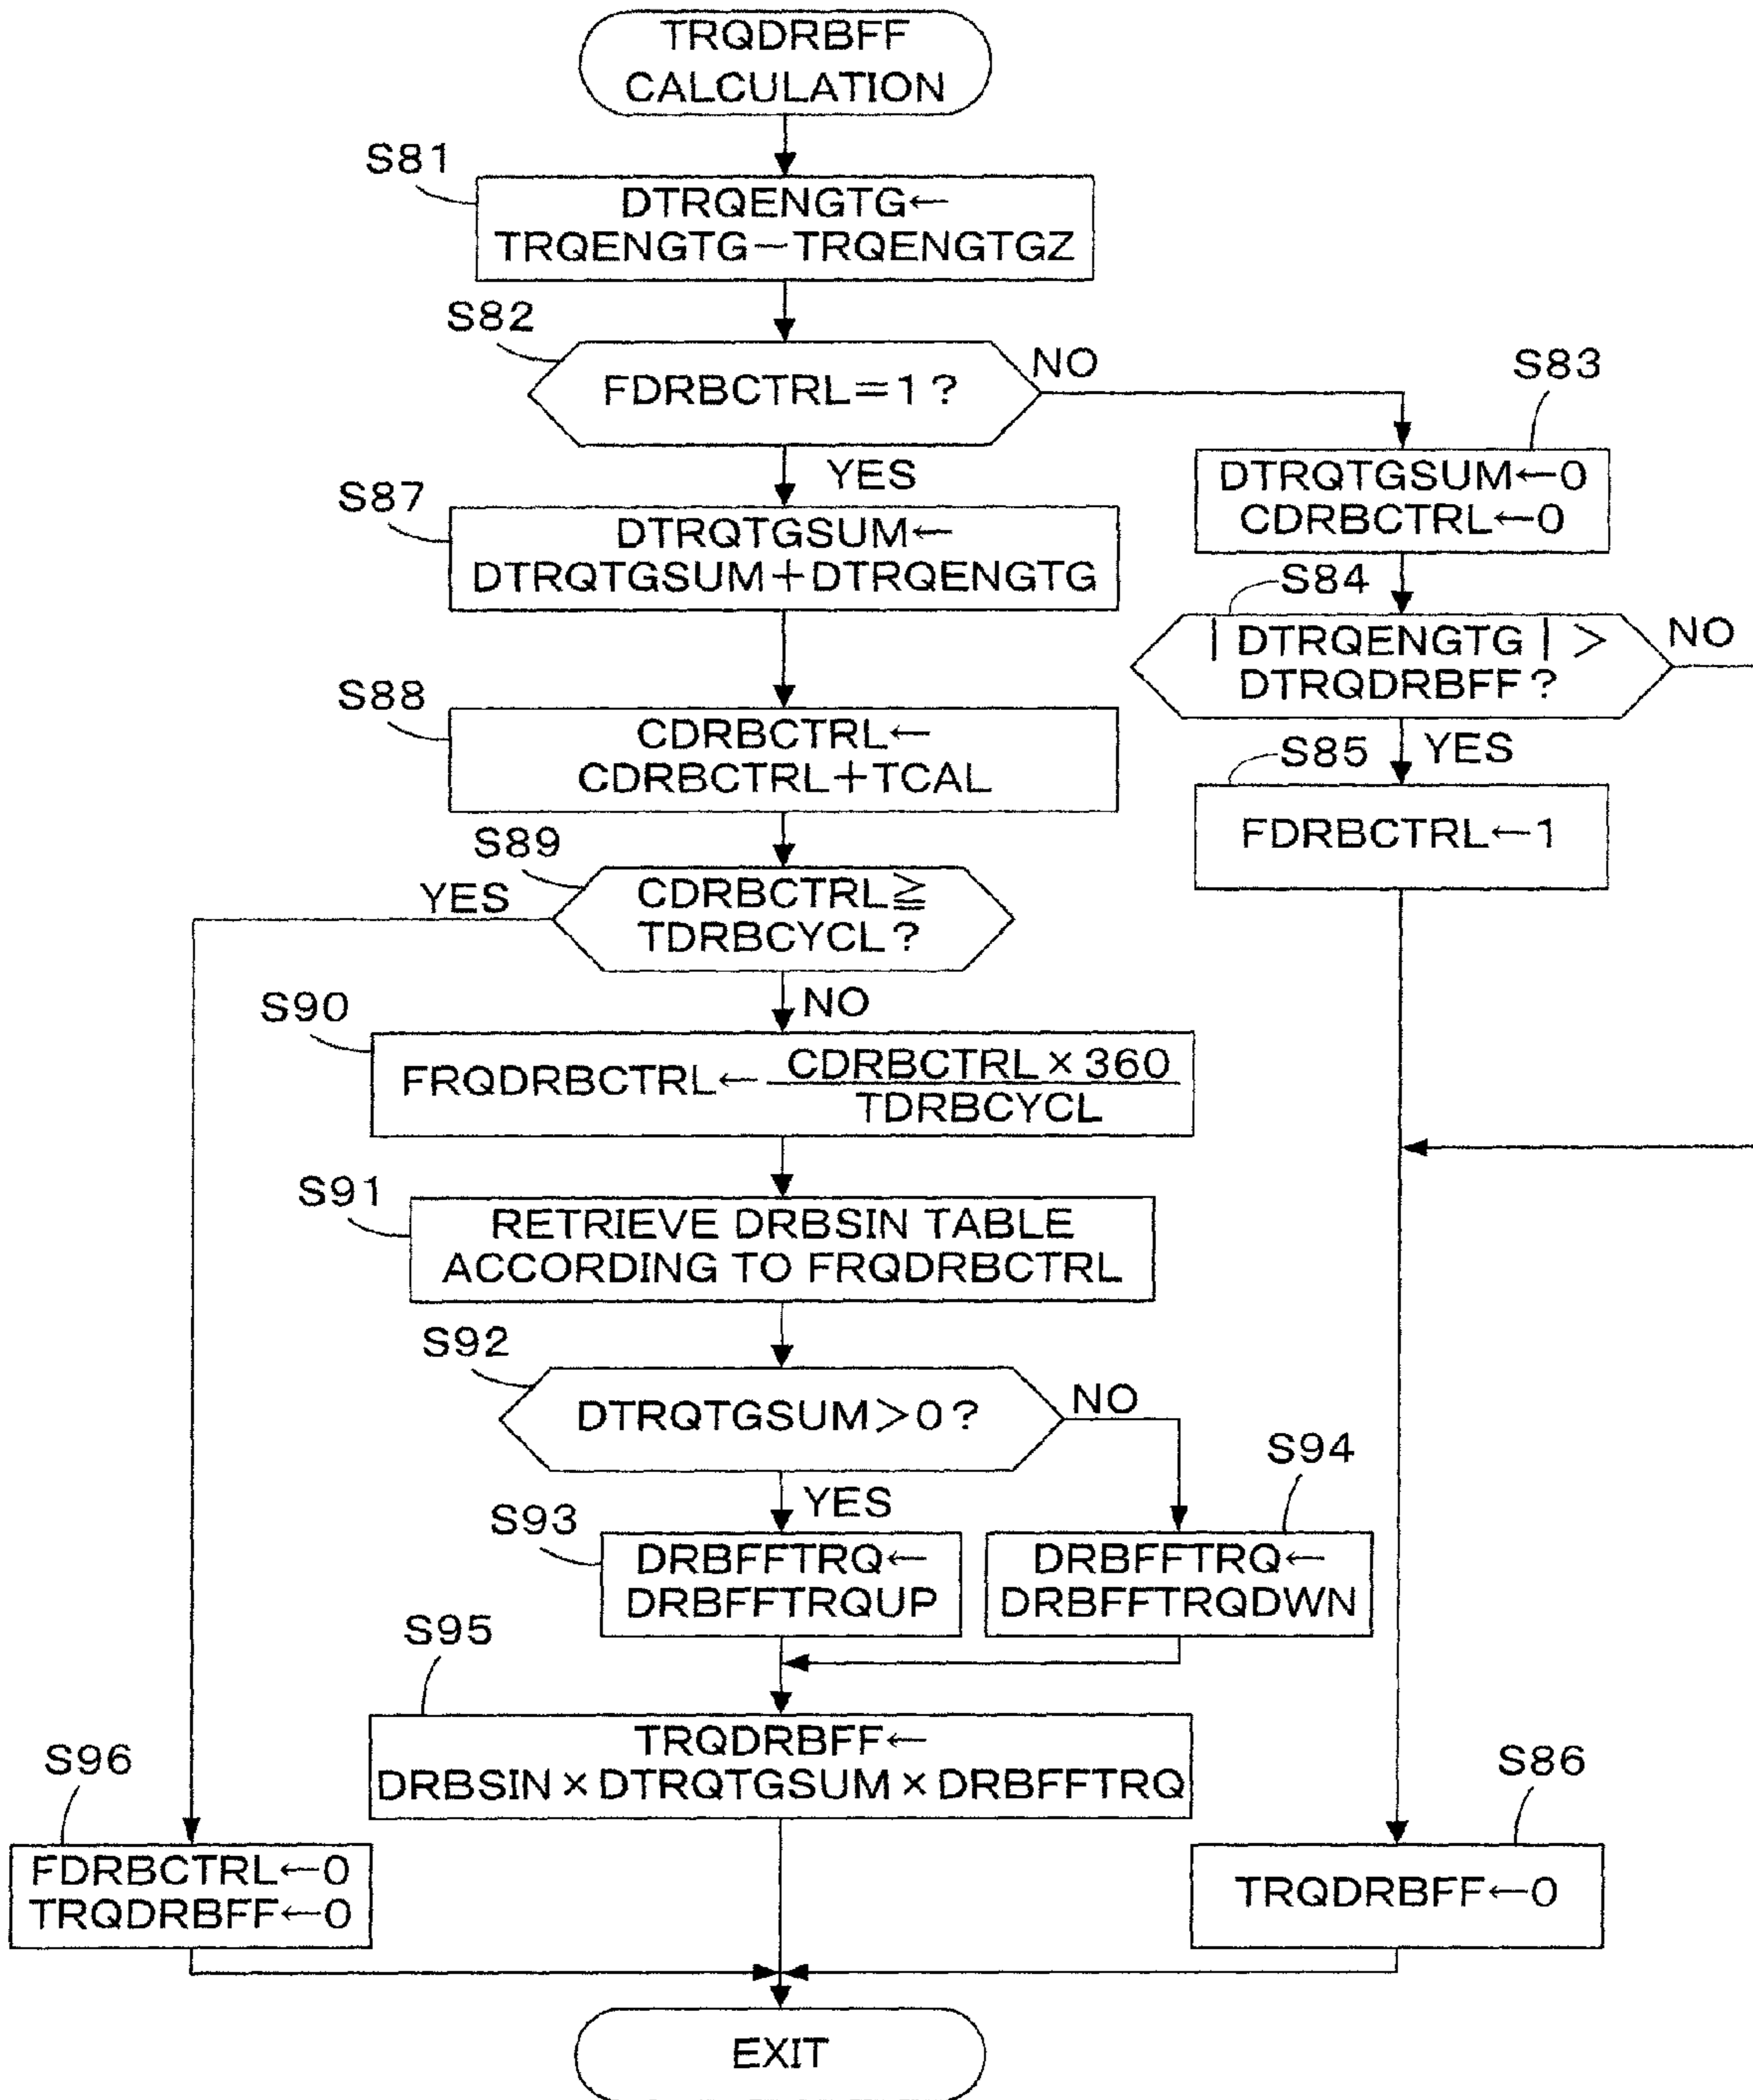 TRQDRBFF
CALCULATION
S81
DTRQENGTG←
TRQENGTG−TRQENGTGZ
S82
FDRBCTRL=1?
NO
YES
S83
DTRQTGSUM←0
CDRBCTRL←0
S84
|DTRQENGTG|>
DTRQDRBFF?
NO
YES
S85
FDRBCTRL←1
S87
DTRQTGSUM←
DTRQTGSUM+DTRQENGTG
S88
CDRBCTRL←
CDRBCTRL+TCAL
S89
CDRBCTRL≧
TDRBCYCL?
YES
NO
S90
FRQDRBCTRL← CDRBCTRL×360
TDRBCYCL
S91
RETRIEVE DRBSIN TABLE
ACCORDING TO FRQDRBCTRL
S92
DTRQTGSUM>0?
NO
YES
S93
DRBFFTRQ←
DRBFFTRQUP
S94
DRBFFTRQ←
DRBFFTRQDWN
S95
TRQDRBFF←
DRBSIN×DTRQTGSUM×DRBFFTRQ
S96
FDRBCTRL←0
TRQDRBFF←0
S86
TRQDRBFF←0
EXIT